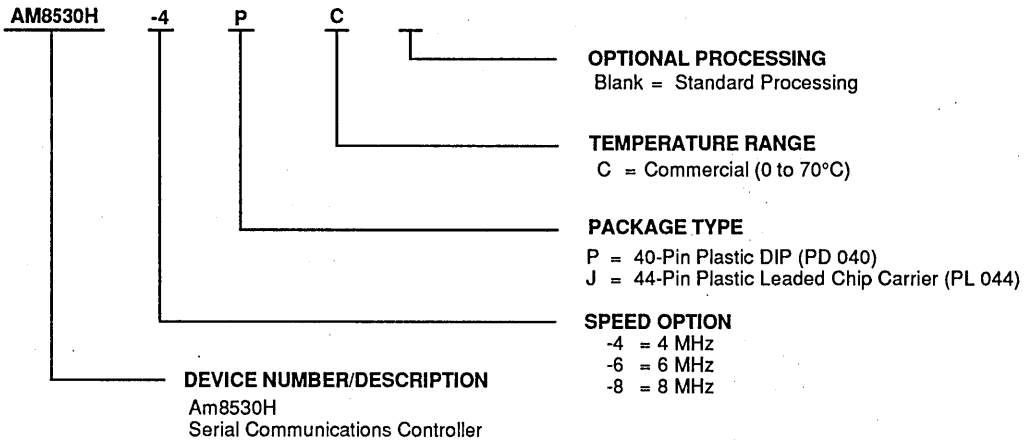 AM8530H -4 P C
OPTIONAL PROCESSING
Blank = Standard Processing
TEMPERATURE RANGE
C = Commercial (0 to 70°C)
PACKAGE TYPE
P = 40-Pin Plastic DIP (PD 040)
J = 44-Pin Plastic Leaded Chip Carrier (PL 044)
SPEED OPTION
-4 = 4 MHz
-6 = 6 MHz
-8 = 8 MHz
DEVICE NUMBER/DESCRIPTION
Am8530H
Serial Communications Controller